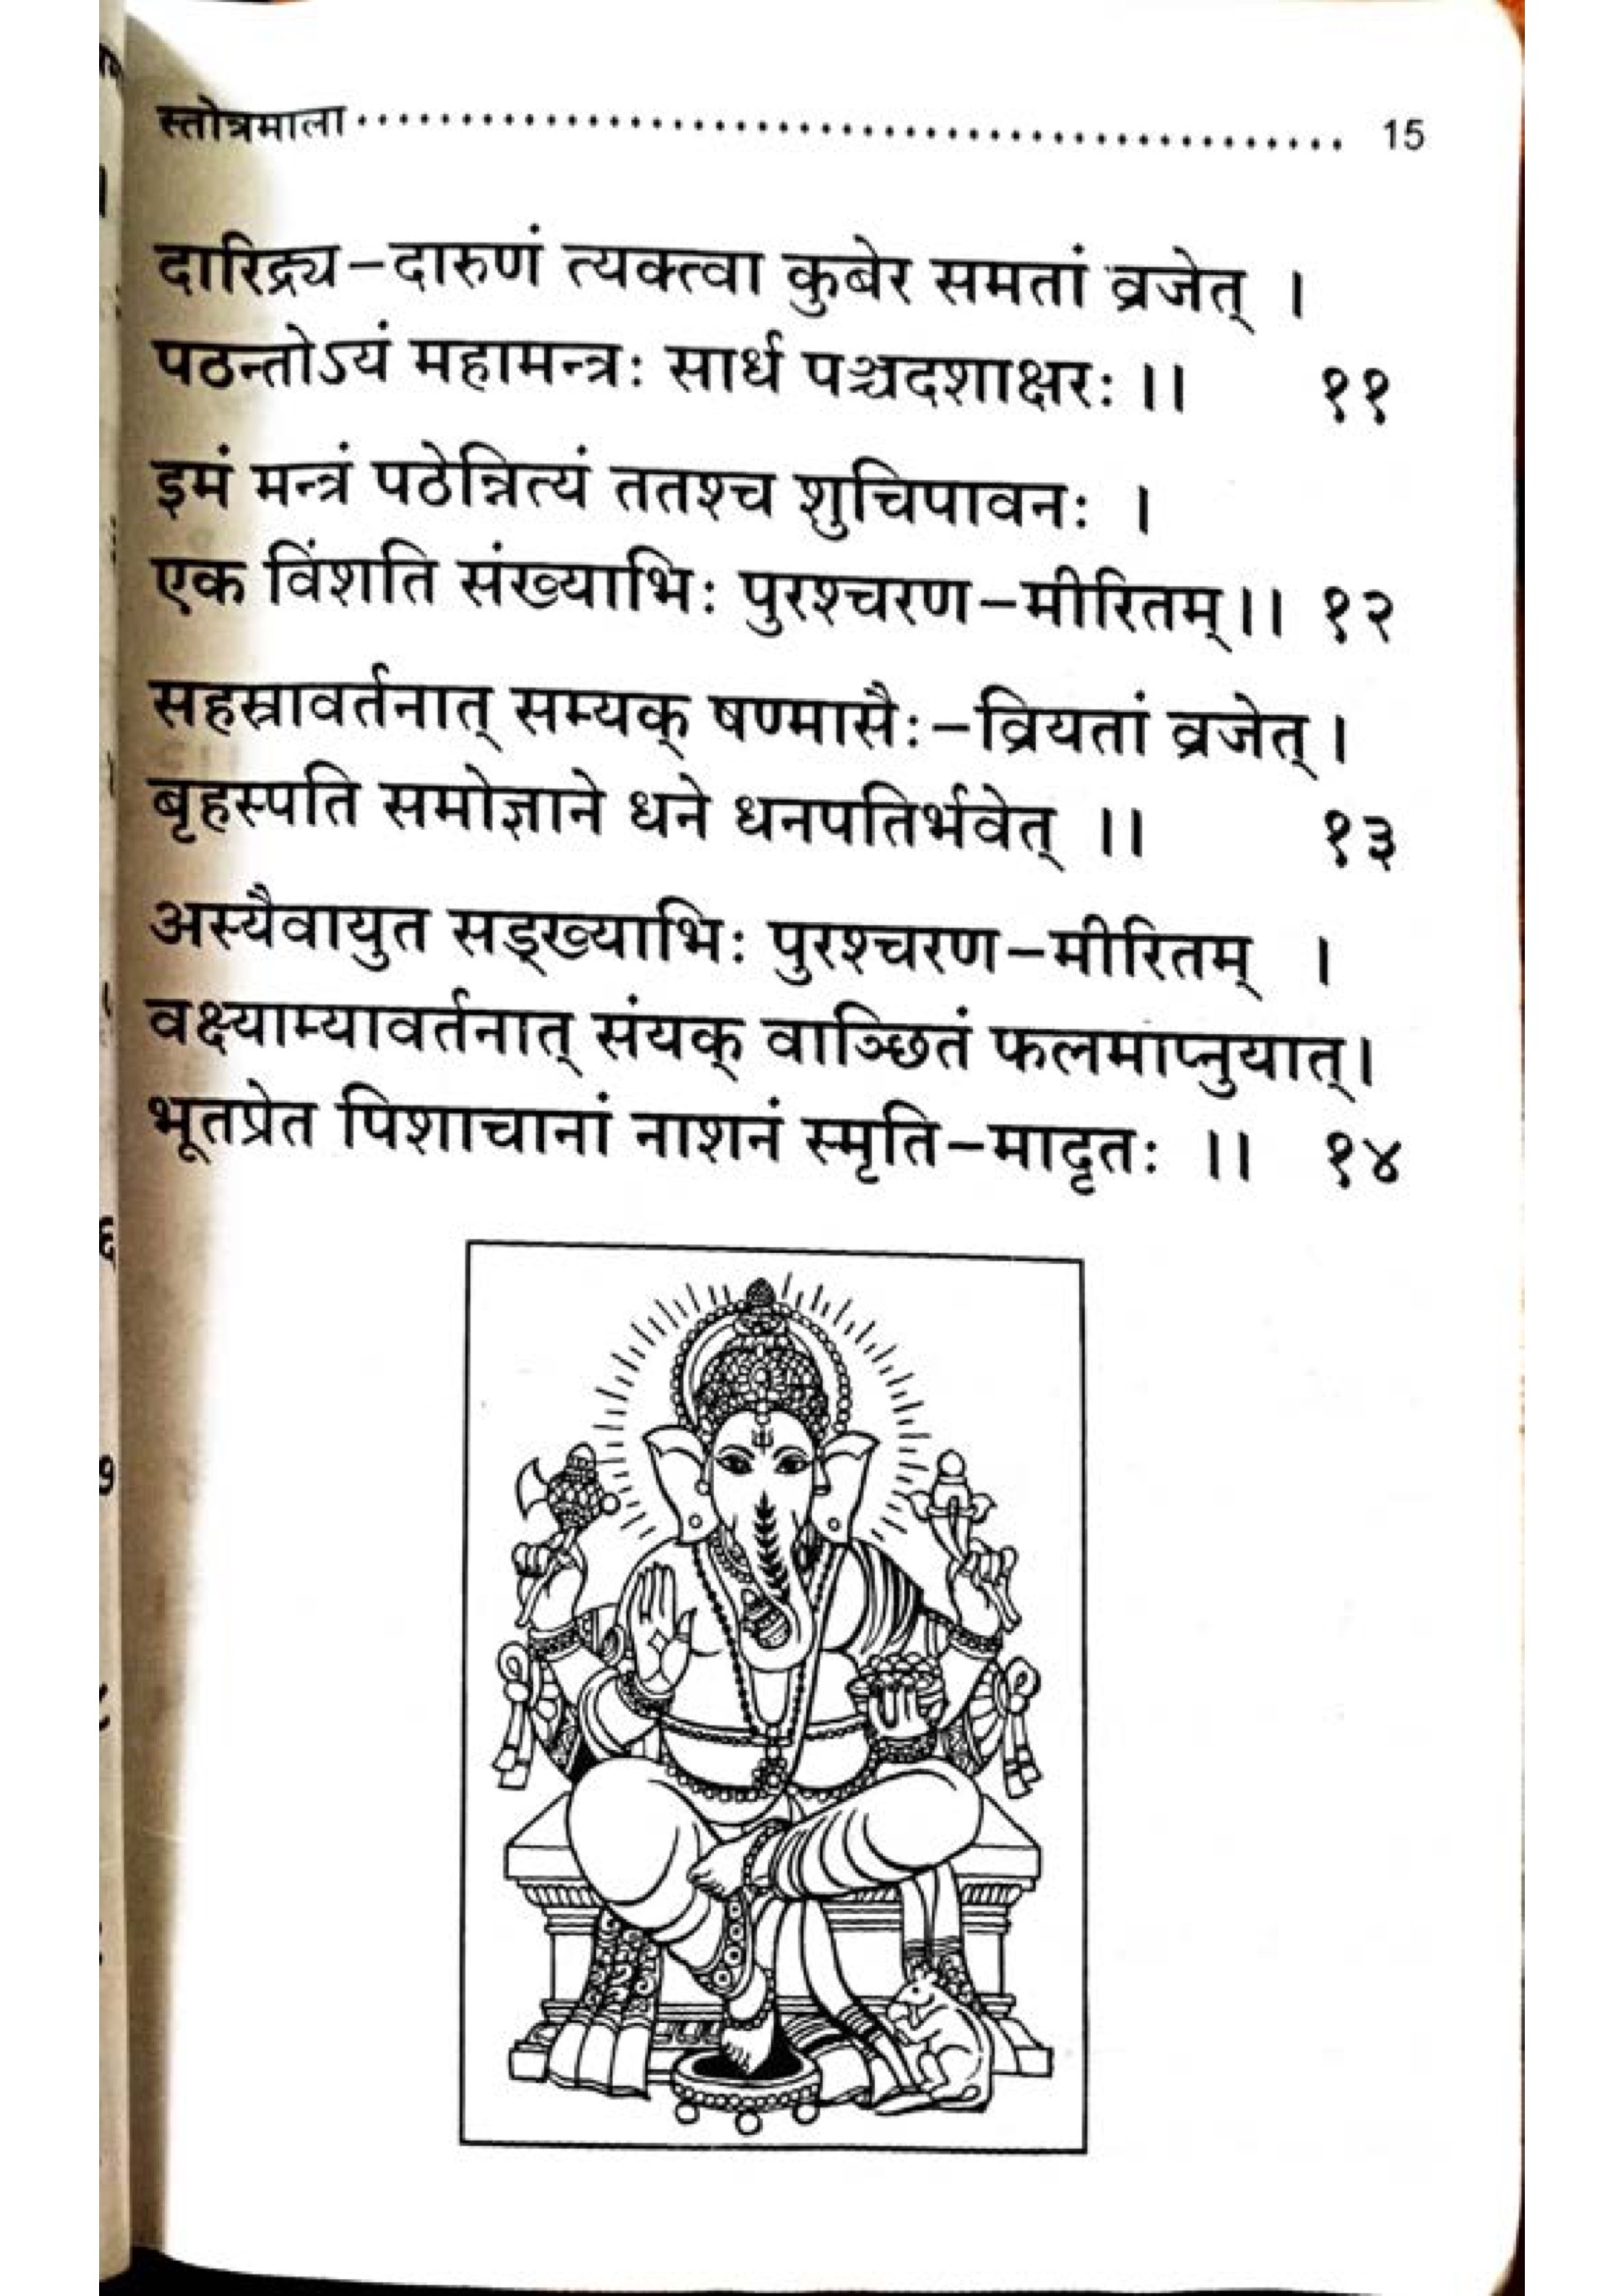 स्तोत्रमाला ................................................ 15
दारिद्र्य-दारुणं त्यक्त्वा कुबेर समतां व्रजेत् ।
पठन्तोऽयं महामन्त्रः सार्ध पञ्चदशाक्षरः ।। ११
इमं मन्त्रं पठेन्नित्यं ततश्च शुचिपावनः ।
एक विंशति संख्याभिः पुरश्चरण-मीरितम्।। १२
सहस्रावर्तनात् सम्यक् षण्मासैः-व्रियतां व्रजेत् ।
बृहस्पति समोज्ञाने धने धनपतिर्भवेत् ।। १३
अस्यैवायुत सङ्ख्याभिः पुरश्चरण-मीरितम् ।
वक्ष्याम्यावर्तनात् संयक् वाञ्छितं फलमाप्नुयात्।
भूतप्रेत पिशाचानां नाशनं स्मृति-मादृतः ।। १४